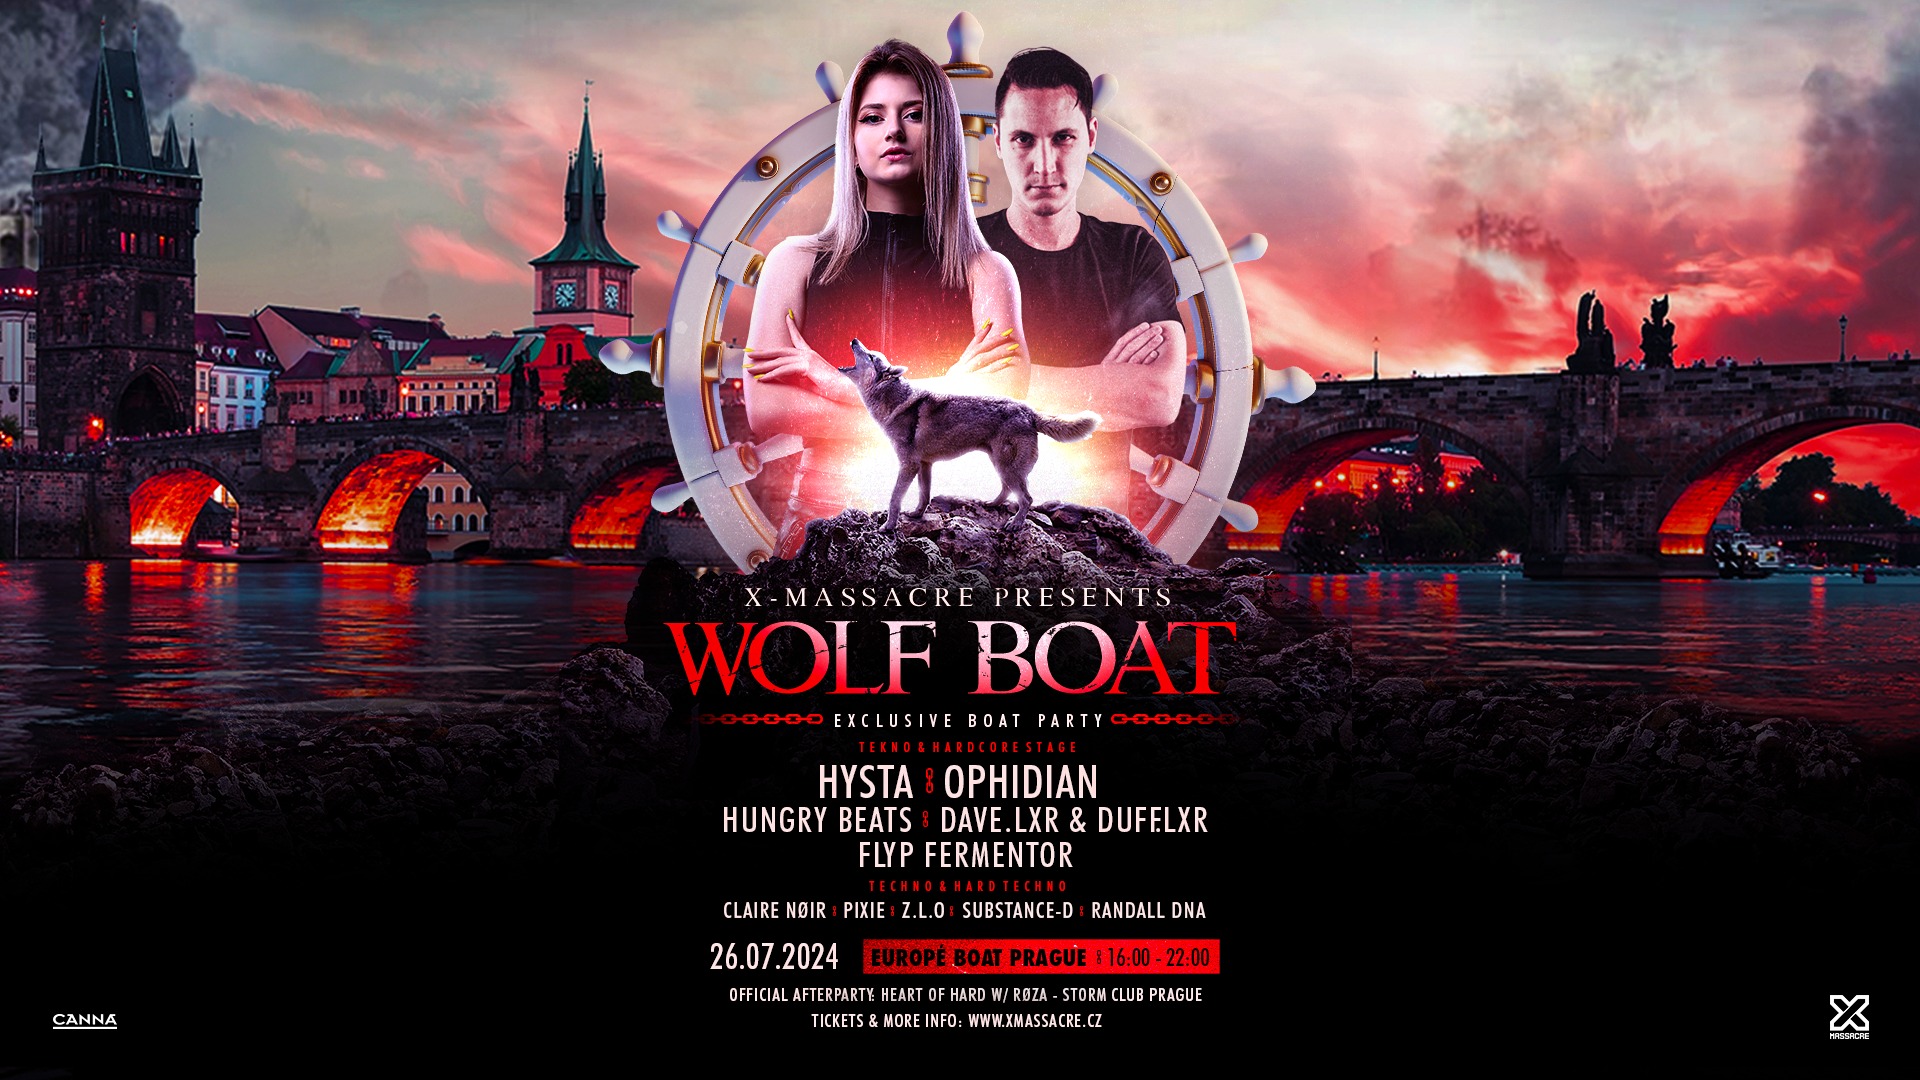 X-MASSACRE PRESENTS
WOLF BOAT
EXCLUSIVE BOAT PARTY
TEKNO & HARDCORE STAGE
HYSTA OPHIDIAN
HUNGRY BEATS DAVE.LXR & DUFF.LXR
FLYP FERMENTOR
TECHNO & HARD TECHNO
CLAIRE NØIR PIXIE Z.L.O SUBSTANCE-D RANDALL DNA
26.07.2024 EUROPÉ BOAT PRAGUE 16:00 - 22:00
OFFICIAL AFTERPARTY: HEART OF HARD W/ RØZA - STORM CLUB PRAGUE
TICKETS & MORE INFO: WWW.XMASSACRE.CZ
CANNÁ
X
MASSACRE